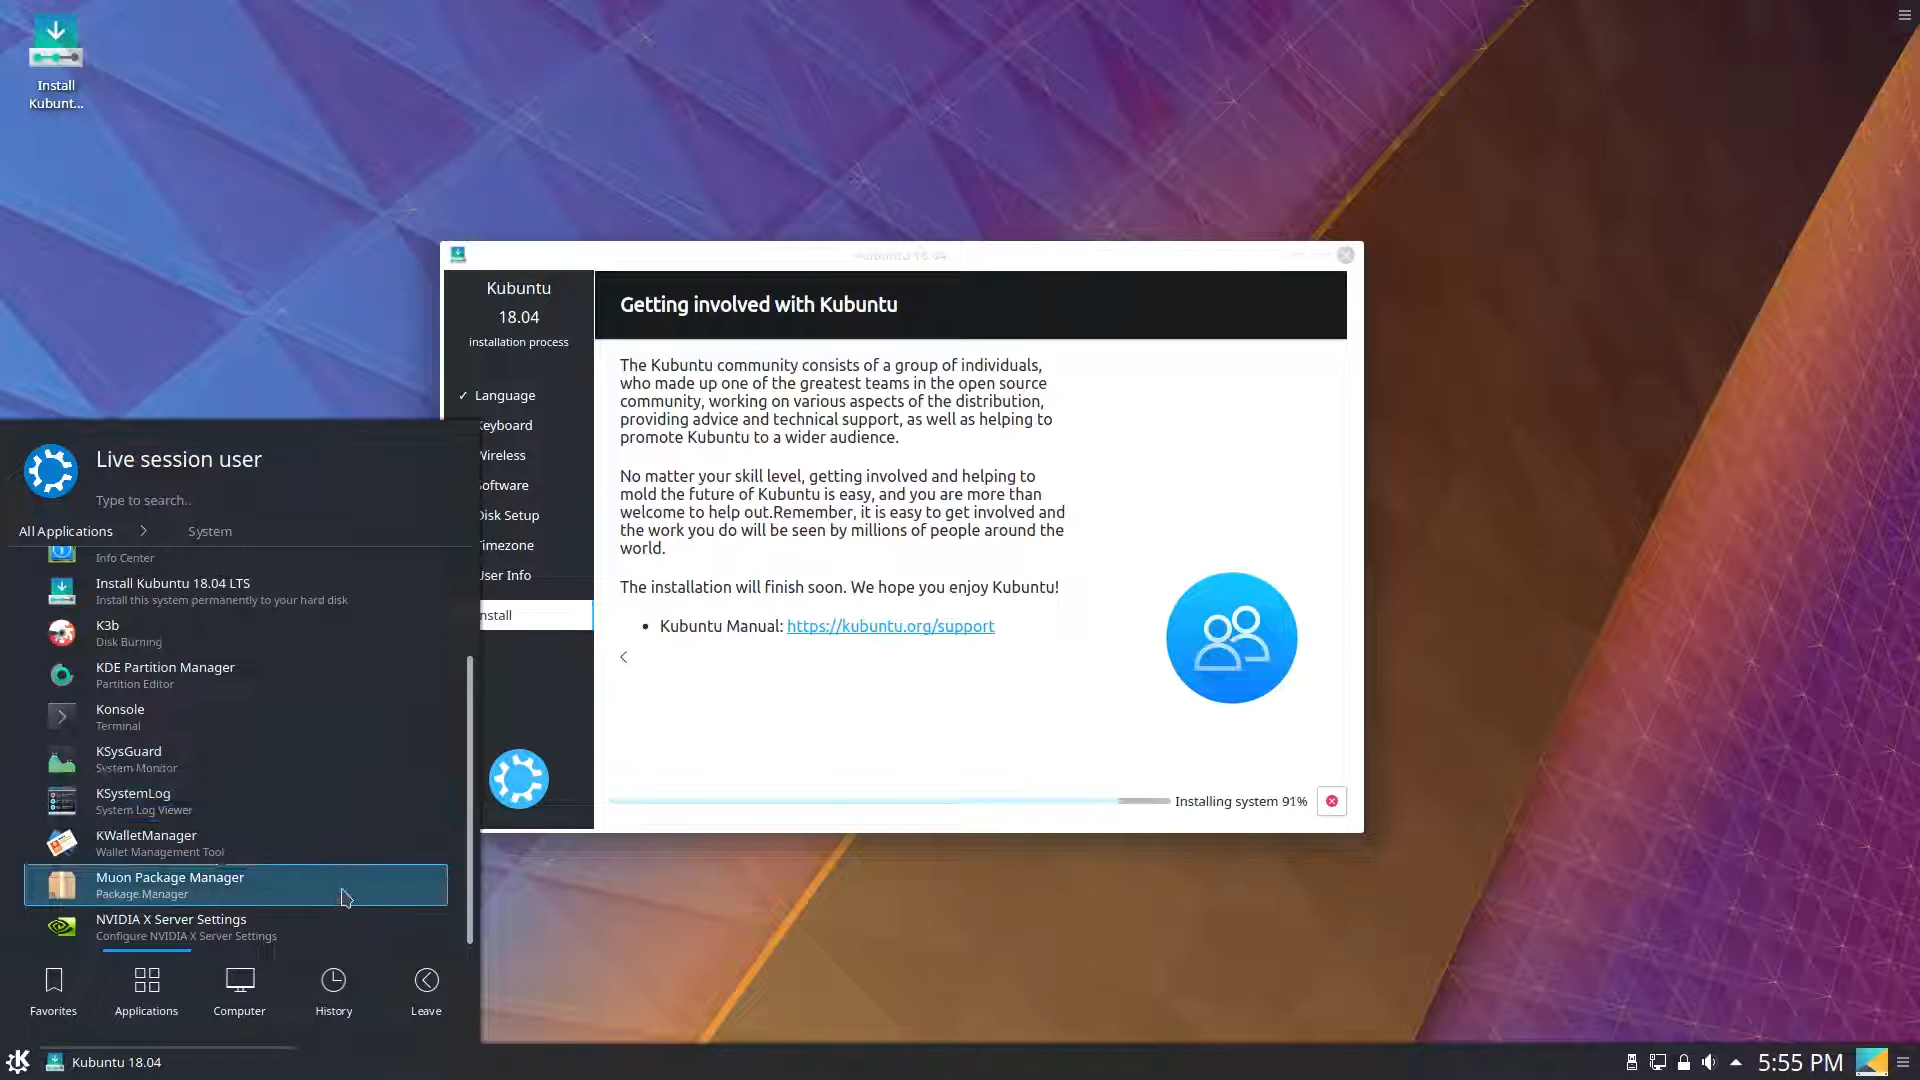 Install
Kubunt...
Kubuntu 18.04
Kubuntu
18.04
installation process
✓ Language
Keyboard
Wireless
Software
Disk Setup
Timezone
User Info
Install
Getting involved with Kubuntu
The Kubuntu community consists of a group of individuals,
who made up one of the greatest teams in the open source
community, working on various aspects of the distribution,
providing advice and technical support, as well as helping to
promote Kubuntu to a wider audience.
No matter your skill level, getting involved and helping to
mold the future of Kubuntu is easy, and you are more than
welcome to help out.Remember, it is easy to get involved and
the work you do will be seen by millions of people around the
world.
The installation will finish soon. We hope you enjoy Kubuntu!
• Kubuntu Manual: https://kubuntu.org/support
Installing system 91%
Live session user
Type to search..
All Applications > System
Info Center
Install Kubuntu 18.04 LTS
Install this system permanently to your hard disk
K3b
Disk Burning
KDE Partition Manager
Partition Editor
Konsole
Terminal
KSysGuard
System Monitor
KSystemLog
System Log Viewer
KWalletManager
Wallet Management Tool
Muon Package Manager
Package Manager
NVIDIA X Server Settings
Configure NVIDIA X Server Settings
Favorites
Applications
Computer
History
Leave
Kubuntu 18.04
5:55 PM